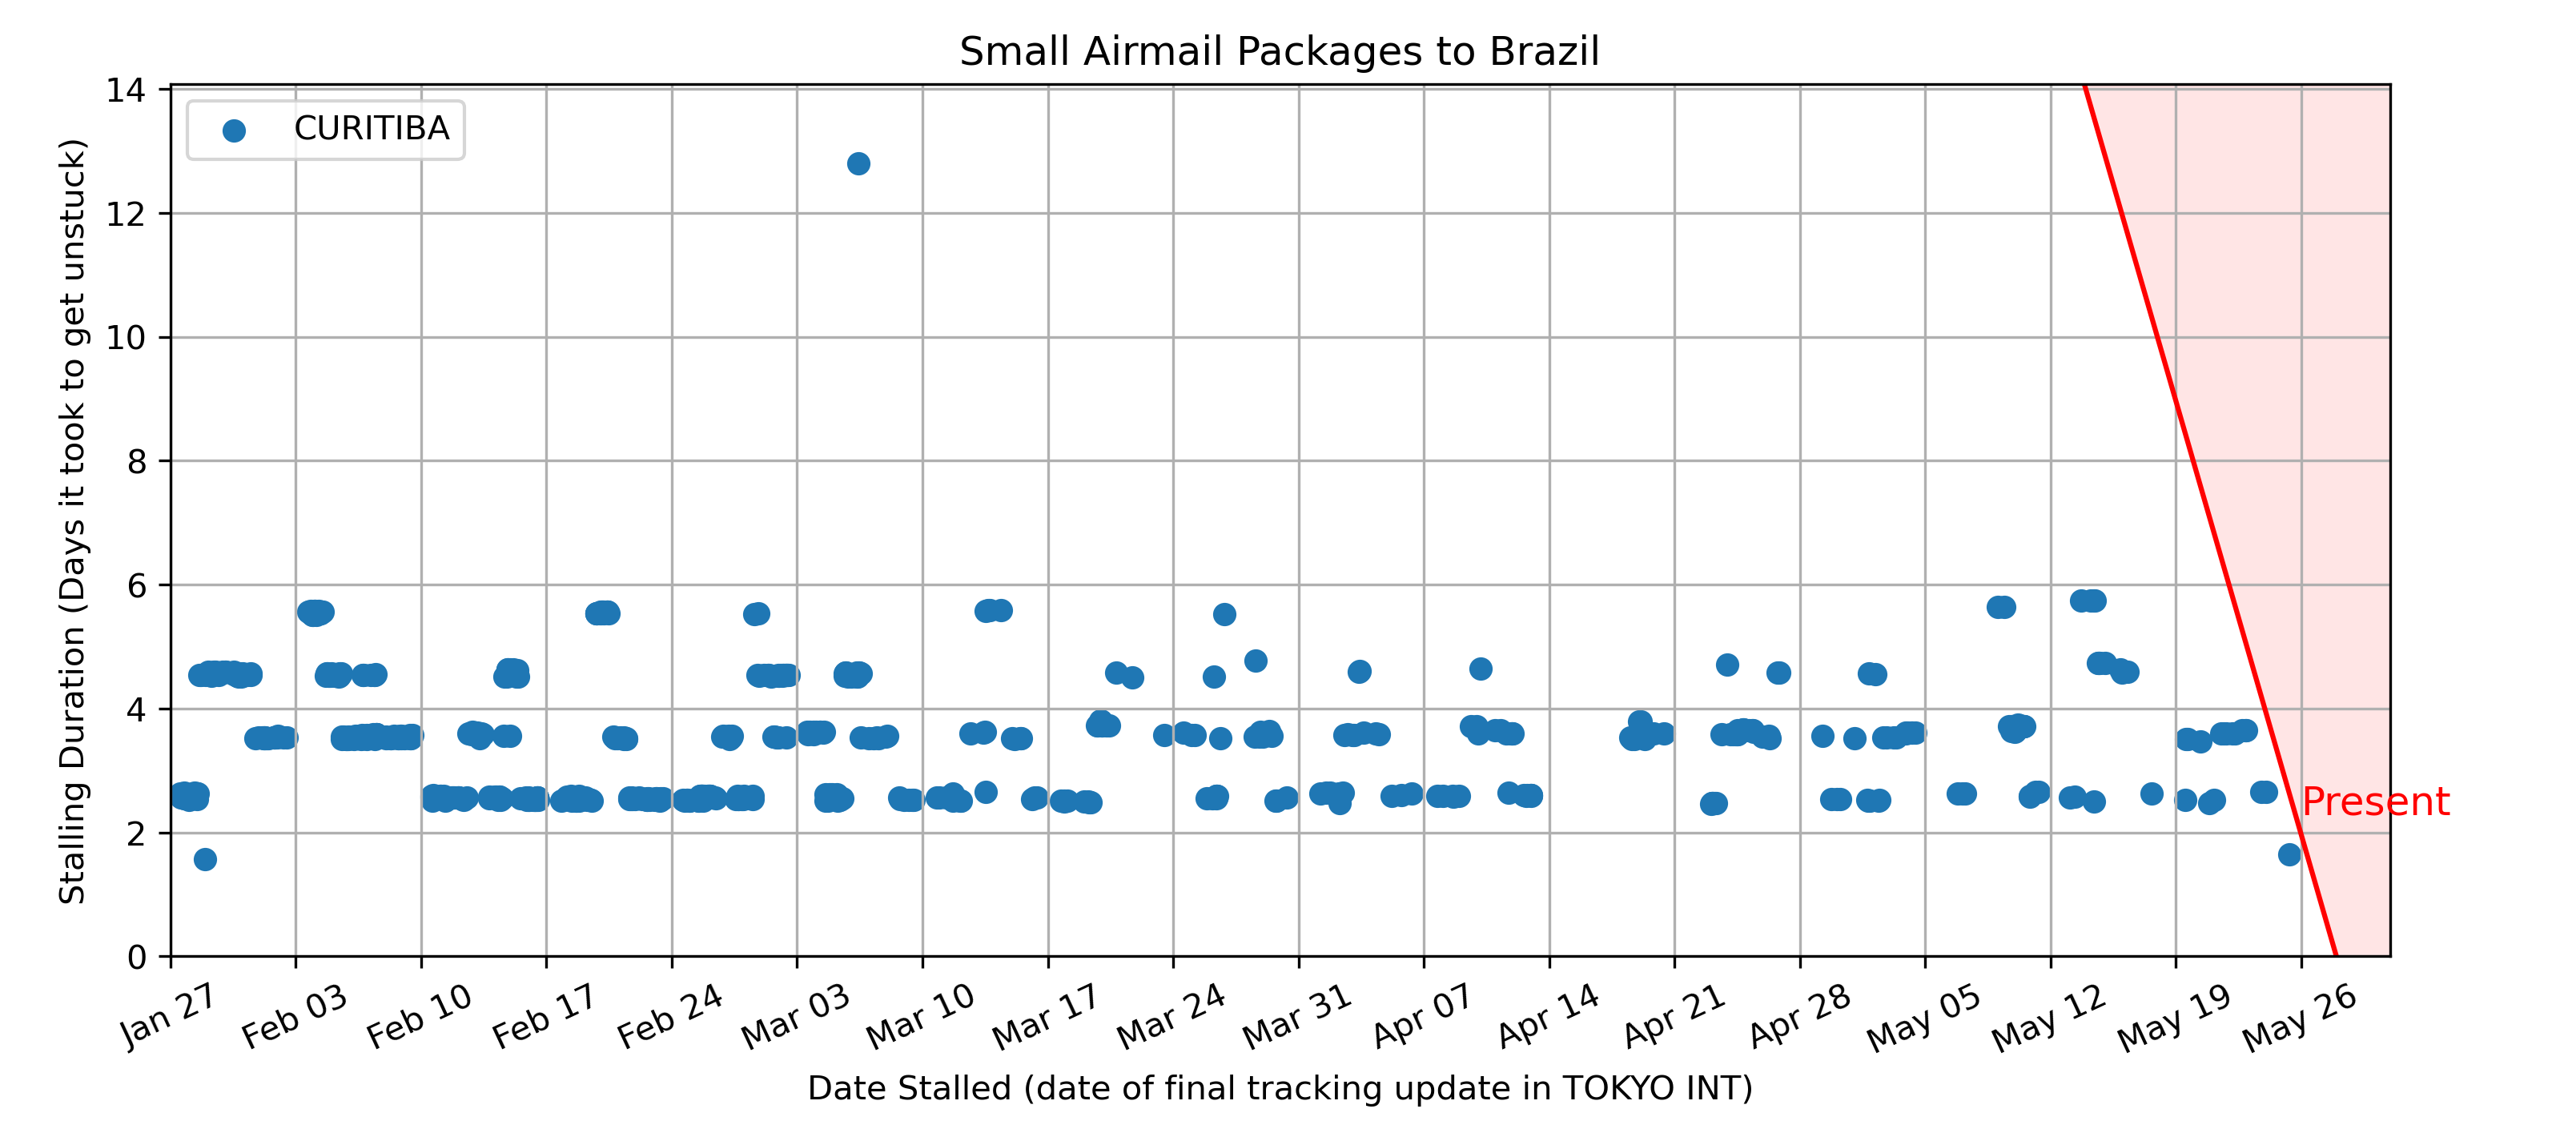 Small Airmail Packages to Brazil
CURITIBA
Stalling Duration (Days it took to get unstuck)
14
12
10
8
6
4
2
0
Present
Jan 27
Feb 03
Feb 10
Feb 17
Feb 24
Mar 03
Mar 10
Mar 17
Mar 24
Mar 31
Apr 07
Apr 14
Apr 21
Apr 28
May 05
May 12
May 19
May 26
Date Stalled (date of final tracking update in TOKYO INT)